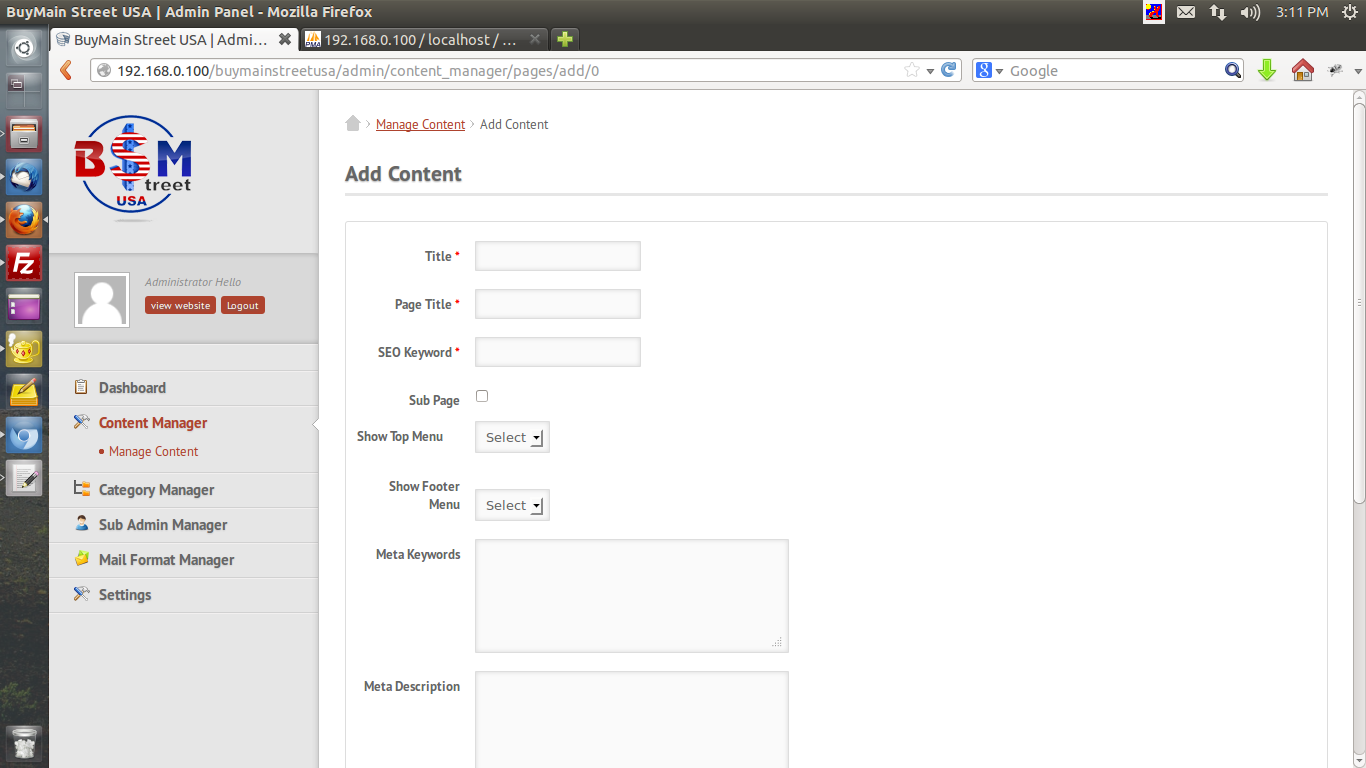 BuyMain Street USA | Admin Panel - Mozilla Firefox
3:11 PM
BuyMain Street USA | Admi...
192.168.0.100 / localhost / ...
192.168.0.100/buymainstreetusa/admin/content_manager/pages/add/0
Google
BSM
treet
USA
Administrator Hello
view website
Logout
Dashboard
Content Manager
Manage Content
Category Manager
Sub Admin Manager
Mail Format Manager
Settings
Manage Content › Add Content
Add Content
Title *
Page Title *
SEO Keyword *
Sub Page
Show Top Menu
Select
Show Footer
Menu
Select
Meta Keywords
Meta Description